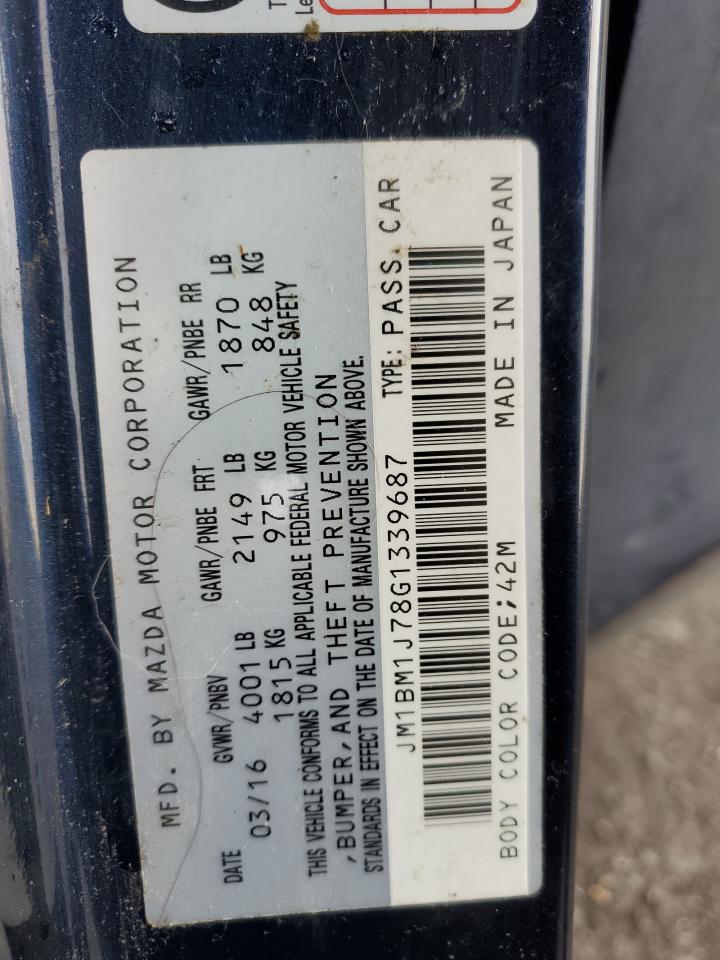 MFD. BY MAZDA MOTOR CORPORATION
DATE GVWR/PNBV GAWR/PNBE FRT GAWR/PNBE RR
03/16 4001 LB 2149 LB 1870 LB
1815 KG 975 KG 848 KG
THIS VEHICLE CONFORMS TO ALL APPLICABLE FEDERAL MOTOR VEHICLE SAFETY
,BUMPER,AND THEFT PREVENTION
STANDARDS IN EFFECT ON THE DATE OF MANUFACTURE SHOWN ABOVE.
JM1BM1J78G1339687 TYPE: PASS. CAR
BODY COLOR CODE;42M MADE IN JAPAN